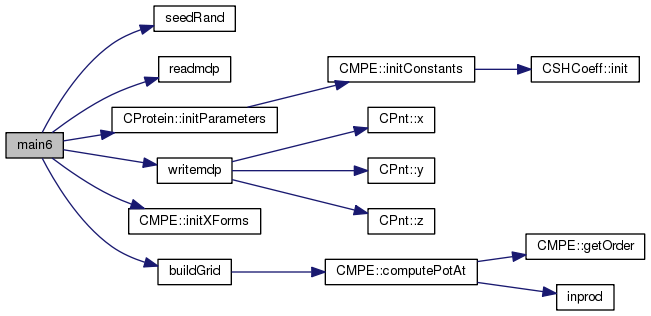 seedRand
readmdp
CMPE::initConstants
CSHCoeff::init
CProtein::initParameters
CPnt::x
main6
writemdp
CPnt::y
CMPE::initXForms
CPnt::z
buildGrid
CMPE::computePotAt
CMPE::getOrder
inprod